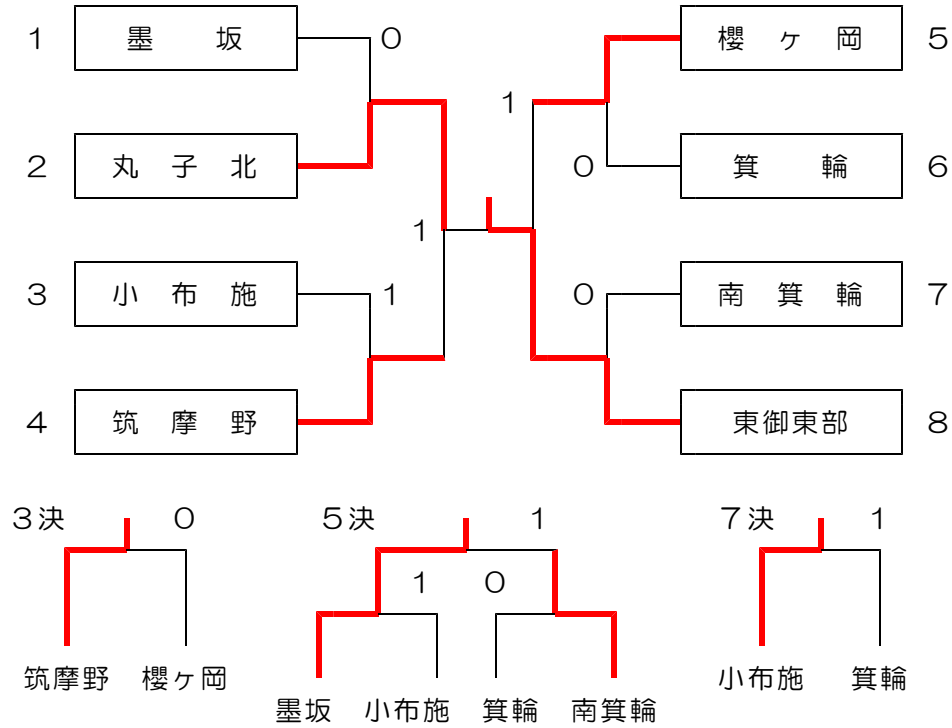 1 墨 坂 0 櫻 ヶ 岡 5
1
2 丸 子 北 0 箕 輪 6
1
3 小 布 施 1 0 南 箕 輪 7
4 筑 摩 野 東御東部 8
3決 0 5決 1 7決 1
1 0
筑摩野 櫻ヶ岡 小布施 箕輪
墨坂 小布施 箕輪 南箕輪